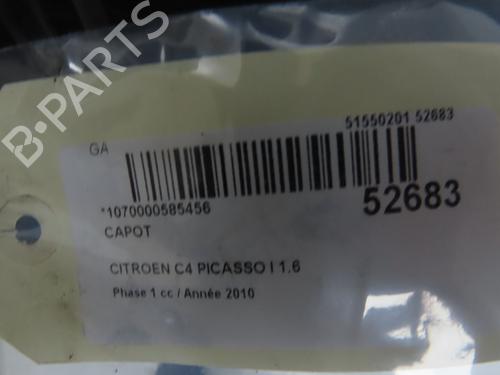 B-PARTS
51550201 52683
GA
*1070000585456
52683
CAPOT
CITROEN C4 PICASSO I 1.6
Phase 1 cc / Année 2010